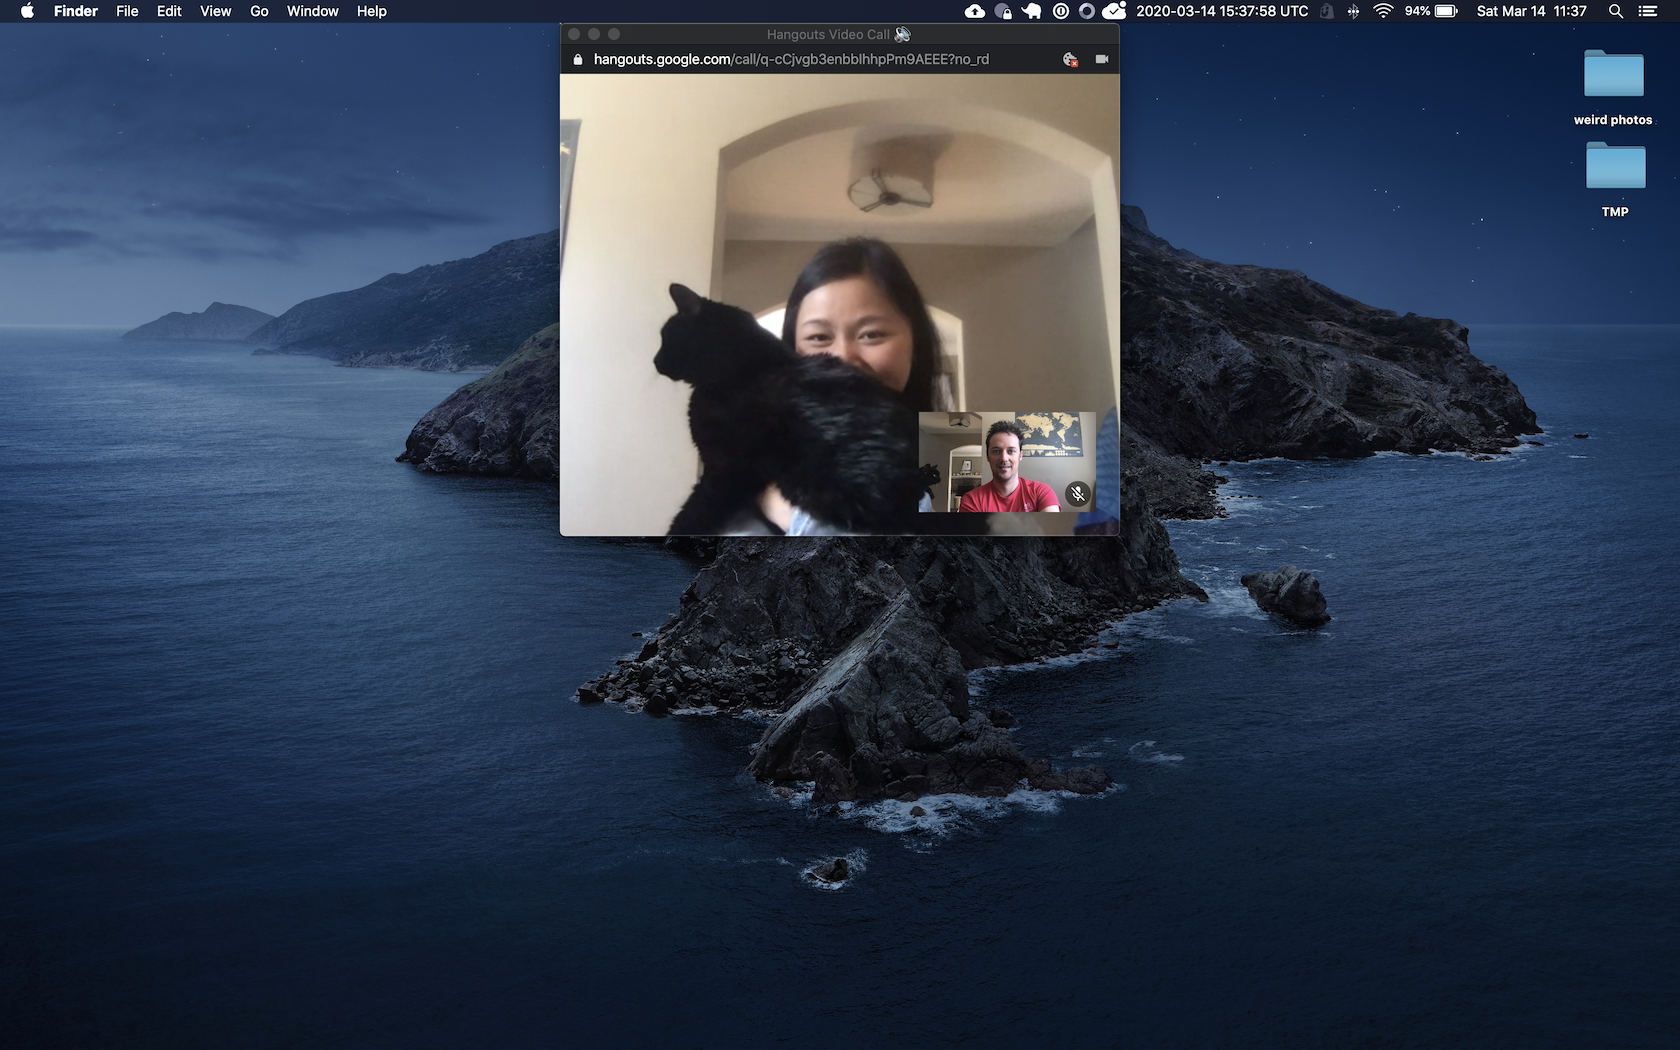 Finder File Edit View Go Window Help 2020-03-14 15:37:58 UTC 94% Sat Mar 14 11:37
Hangouts Video Call
hangouts.google.com/call/q-cCjvgb3enbblhhpPm9AEEE?no_rd
weird photos
TMP